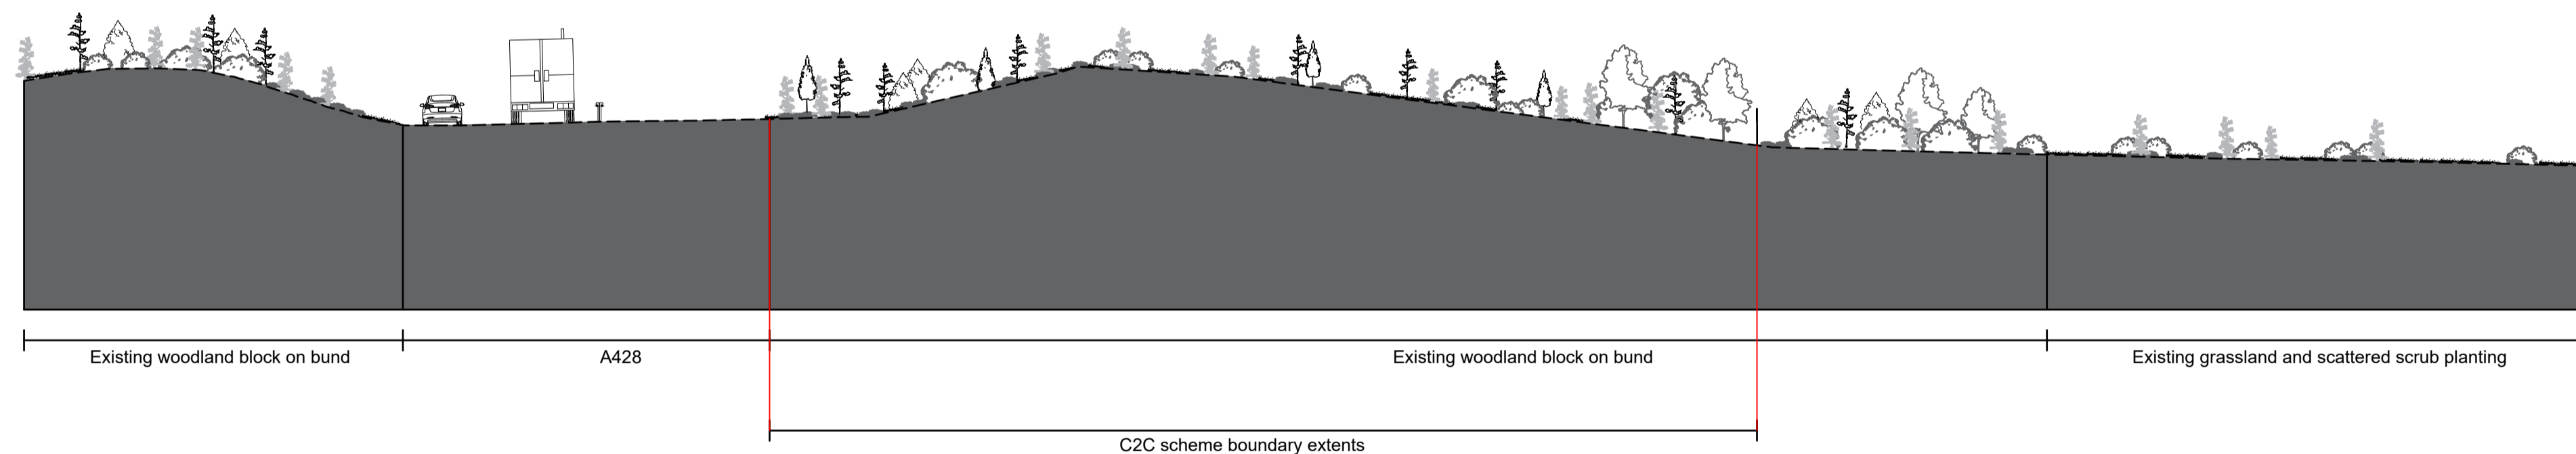 Existing woodland block on bund
A428
Existing woodland block on bund
Existing grassland and scattered scrub planting
C2C scheme boundary extents